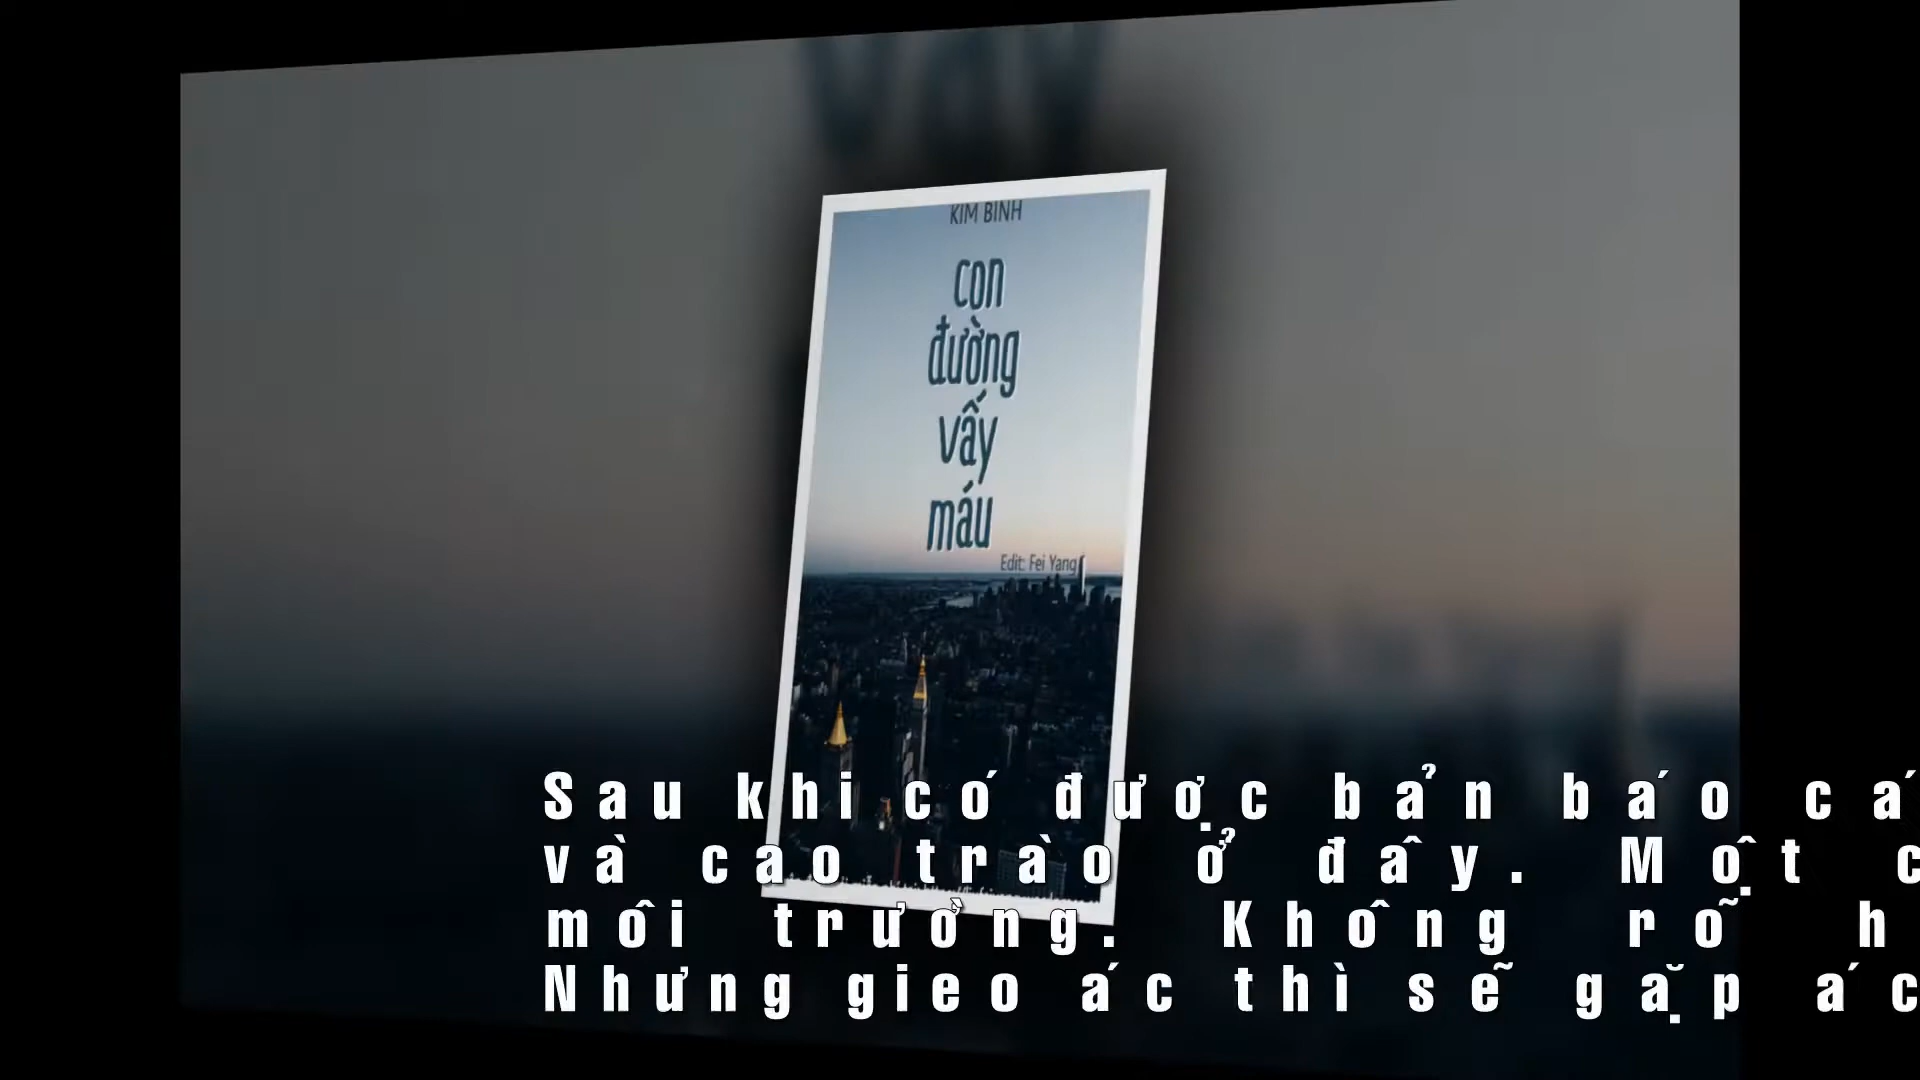 KIM BINH
con
đường
vấy
máu
Edit: Fei Yang
Sau khi có được bản báo cá
và cao trào ở đây. Một c
môi trường. Không rõ h
Nhưng gieo ác thì sẽ gặp ác